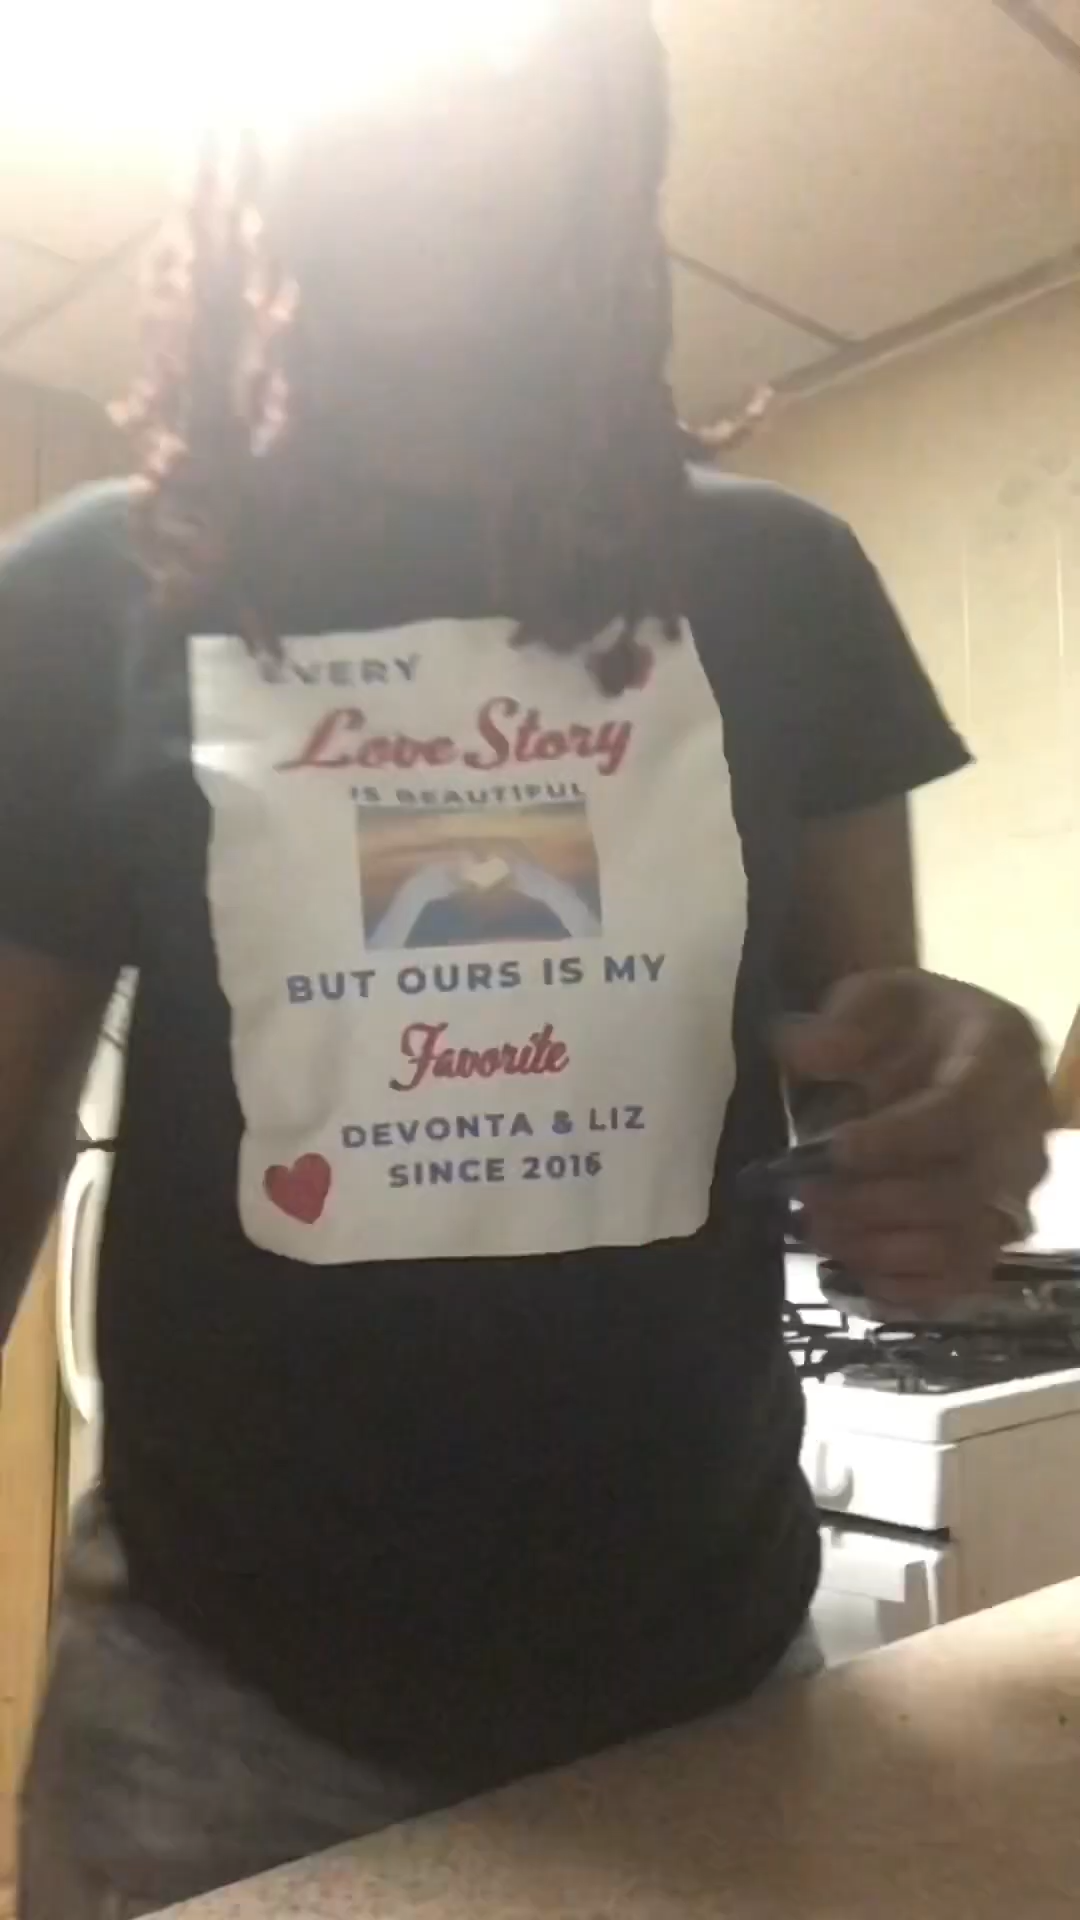 EVERY
Love Story
IS BEAUTIFUL
BUT OURS IS MY
Favorite
DEVONTA & LIZ
SINCE 2016